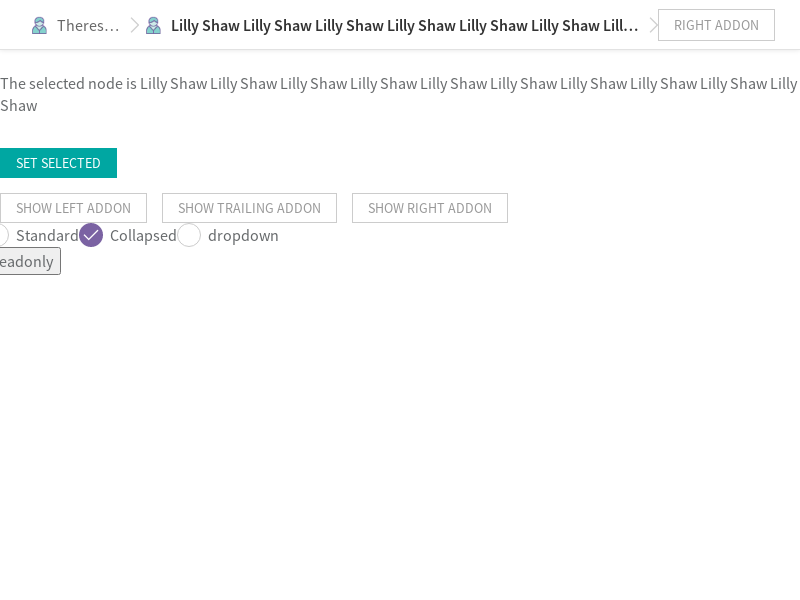 Theres… Lilly Shaw Lilly Shaw Lilly Shaw Lilly Shaw Lilly Shaw Lilly Shaw Lill… RIGHT ADDON
The selected node is Lilly Shaw Lilly Shaw Lilly Shaw Lilly Shaw Lilly Shaw Lilly Shaw Lilly Shaw Lilly Shaw Lilly Shaw Lilly
Shaw
SET SELECTED
SHOW LEFT ADDON SHOW TRAILING ADDON SHOW RIGHT ADDON
Standard Collapsed dropdown
eadonly